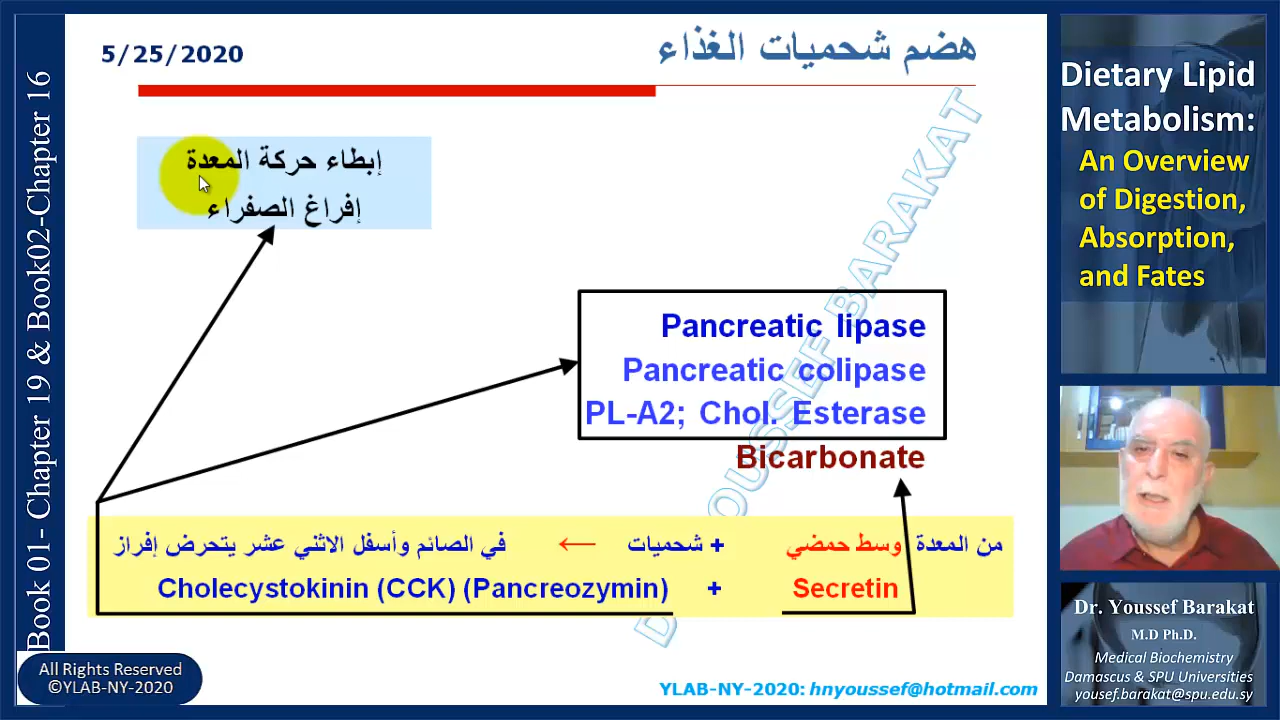 Book 01- Chapter 19 & Book02-Chapter 16
5/25/2020
هضم شحميات الغذاء
إبطاء حركة المعدة
إفراغ الصفراء
Pancreatic lipase
Pancreatic colipase
PL-A2; Chol. Esterase
Bicarbonate
من المعدة وسط حمضي + شحميات ← في الصائم وأسفل الاثني عشر يتحرض إفراز
Cholecystokinin (CCK) (Pancreozymin) + Secretin
All Rights Reserved
©YLAB-NY-2020
YLAB-NY-2020: hnyoussef@hotmail.com
Dietary Lipid
Metabolism:
An Overview
of Digestion,
Absorption,
and Fates
Dr. Youssef Barakat
M.D Ph.D.
Medical Biochemistry
Damascus & SPU Universities
yousef.barakat@spu.edu.sy